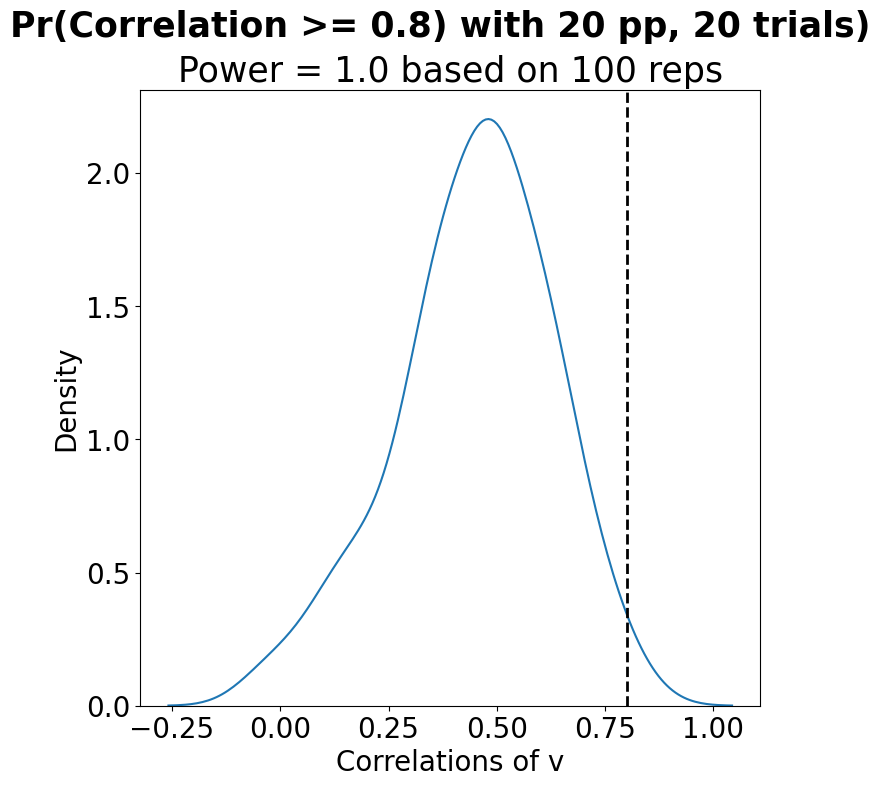 Pr(Correlation >= 0.8) with 20 pp, 20 trials)
Power = 1.0 based on 100 reps
2.0
1.5
1.0
0.5
0.0
Density
−0.25 0.00 0.25 0.50 0.75 1.00
Correlations of v